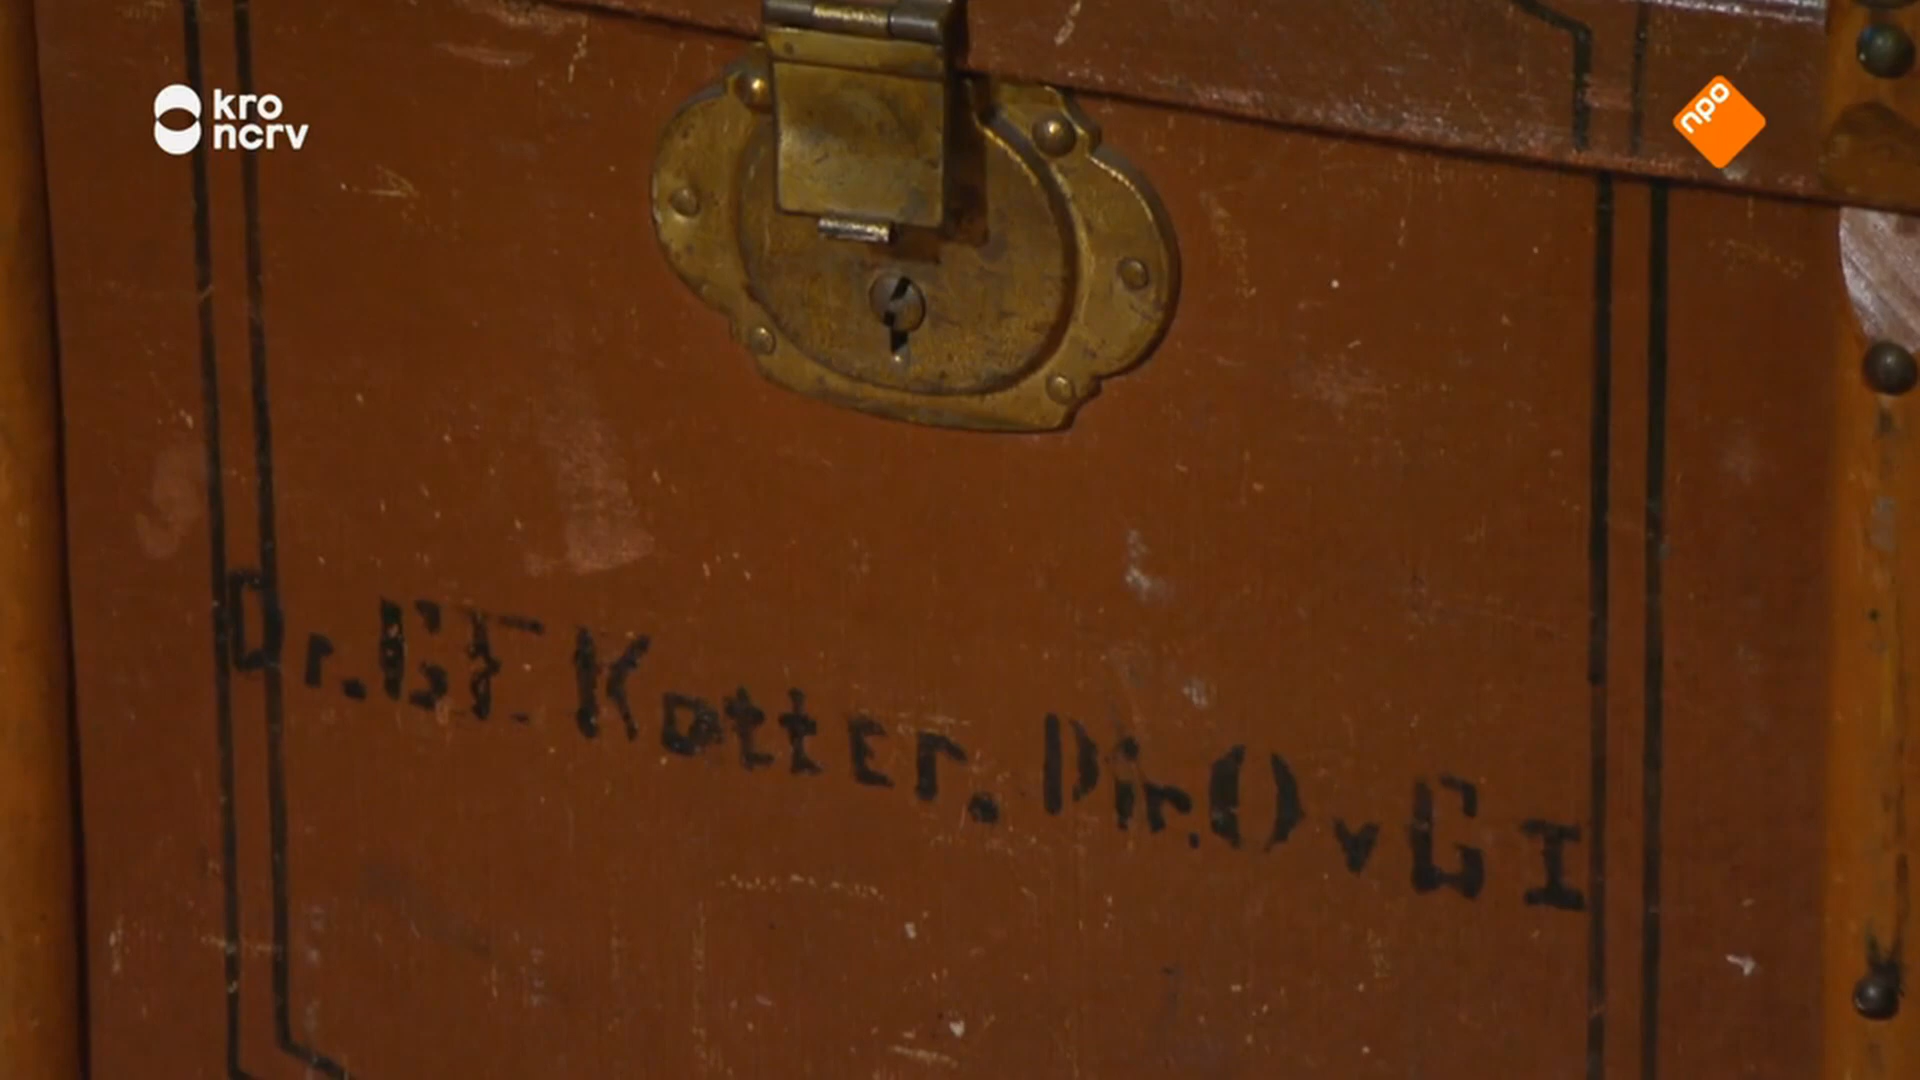 kro
ncrv
npo
Dr. G.F. Kotter. Dir. O v G I